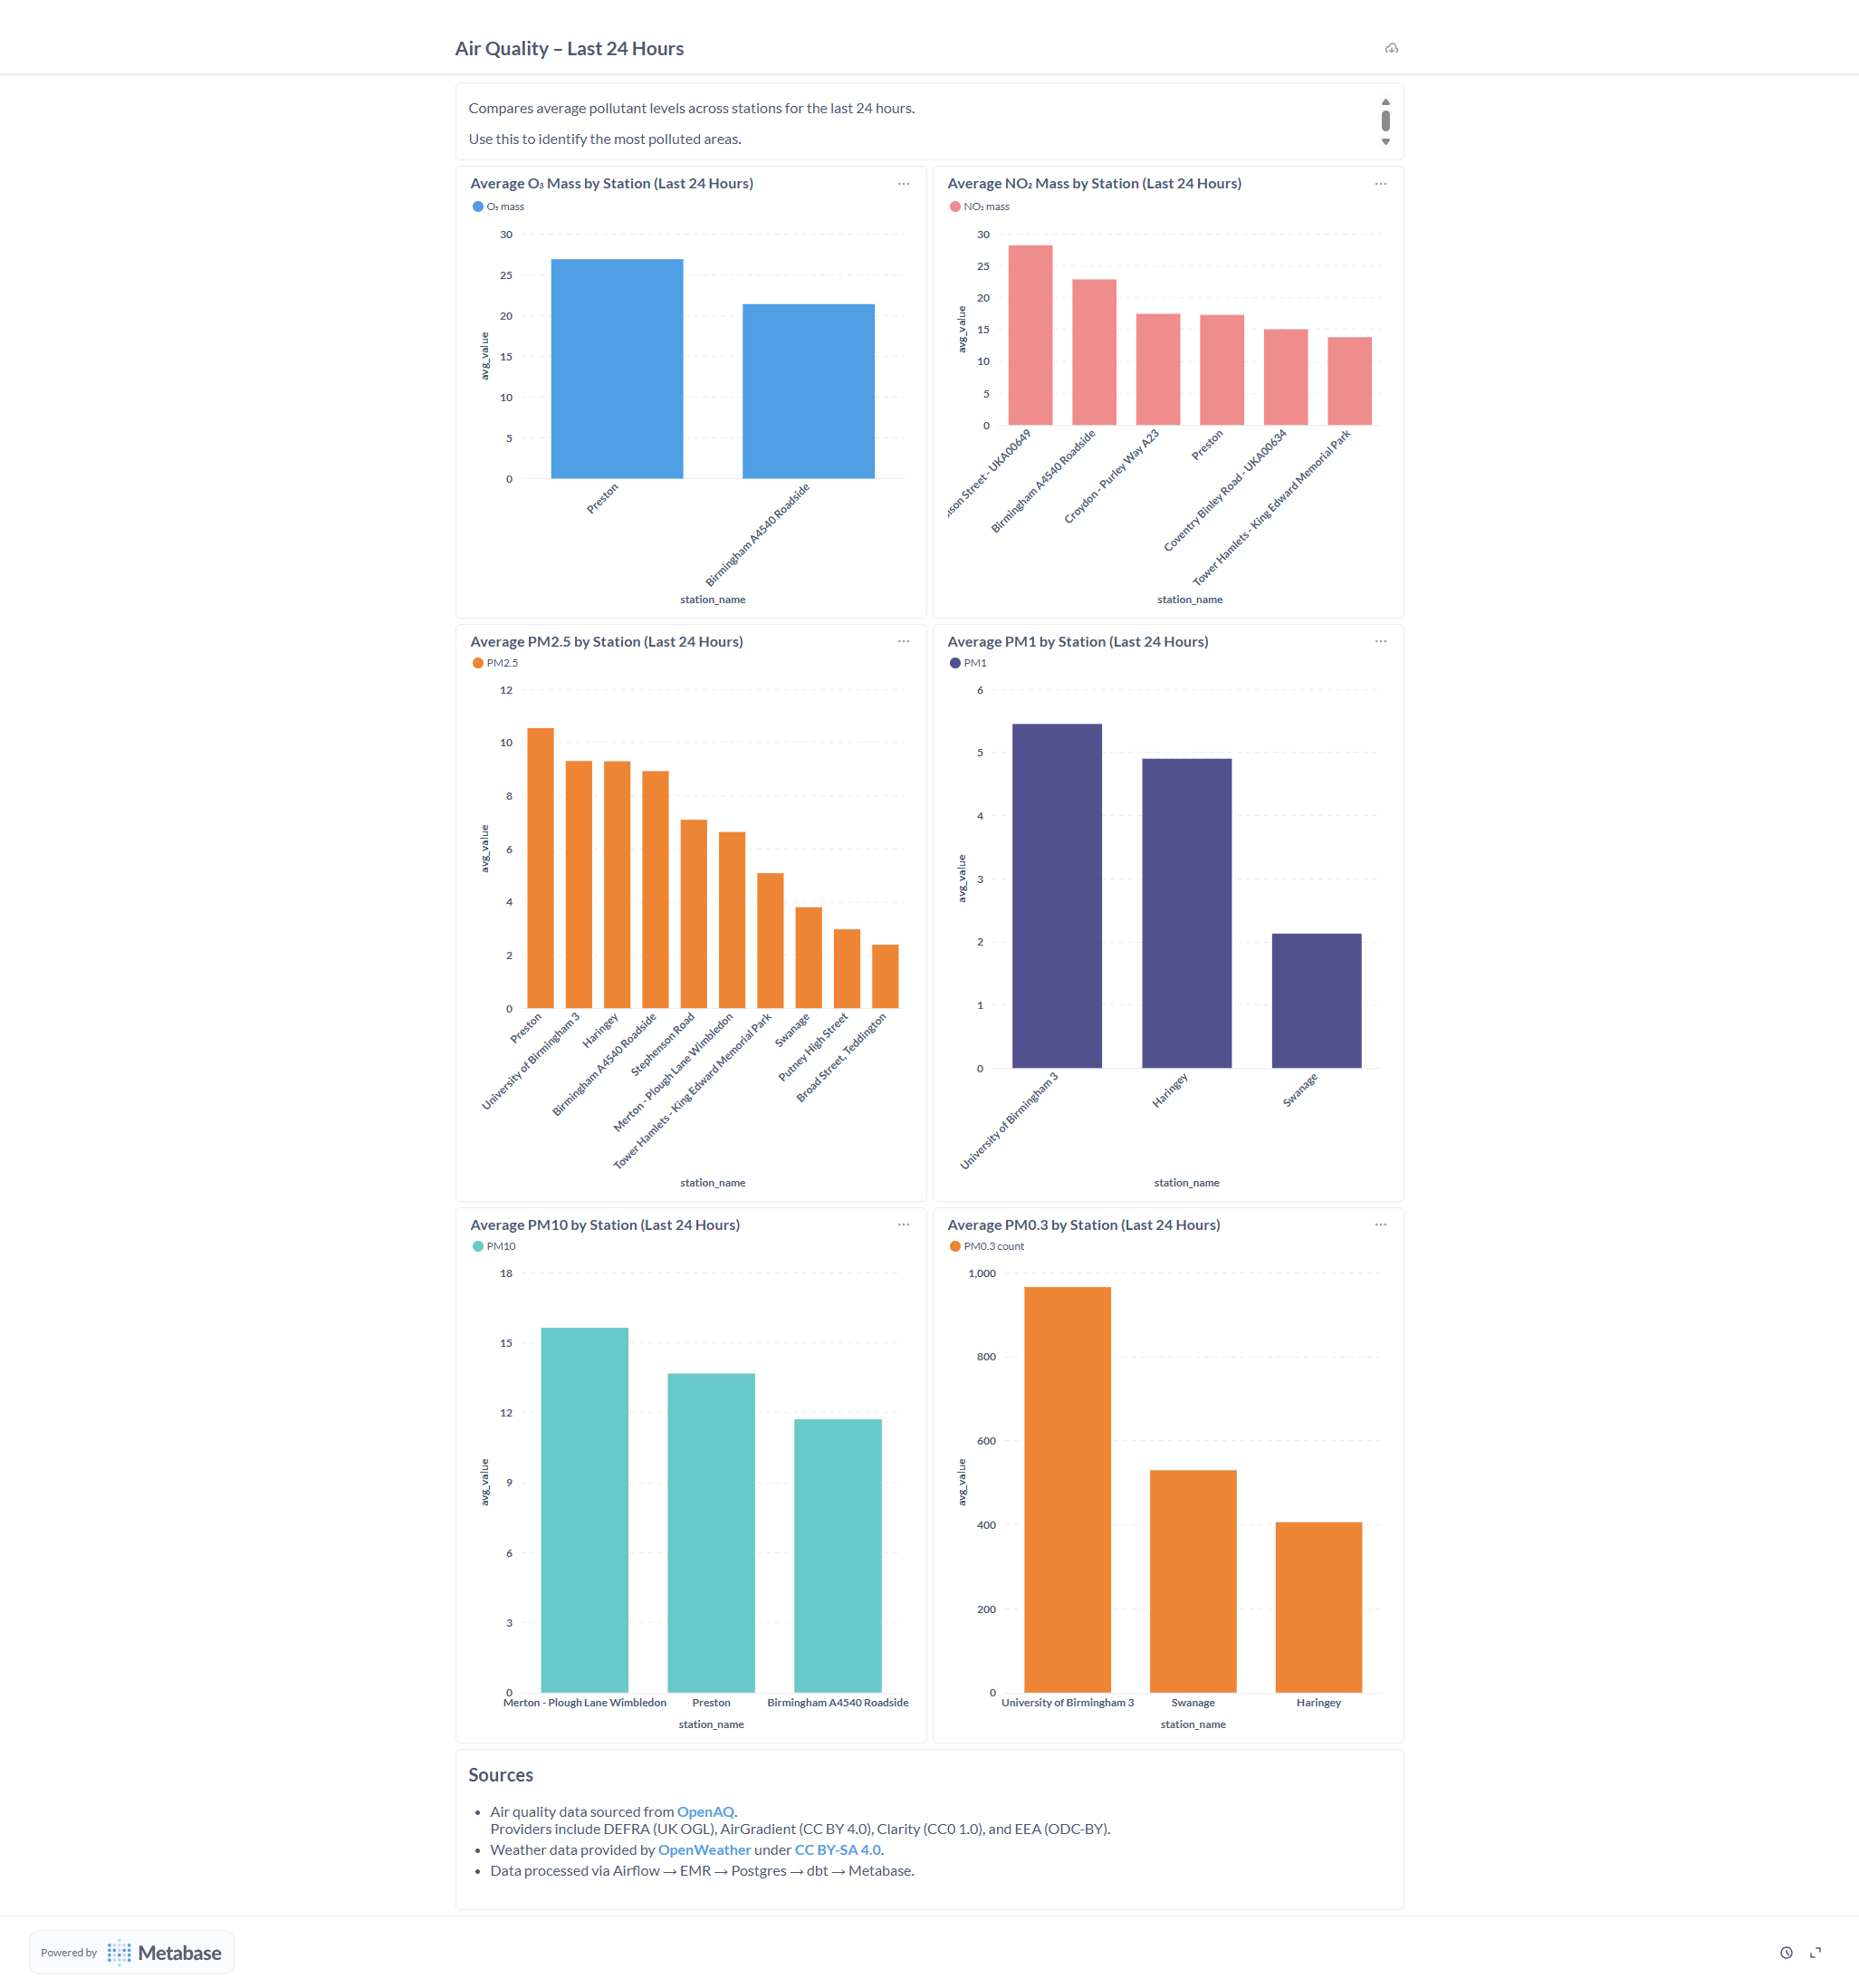 Air Quality – Last 24 Hours
Compares average pollutant levels across stations for the last 24 hours.
Use this to identify the most polluted areas.
Average O₃ Mass by Station (Last 24 Hours)
O₃ mass
30
25
20
15
10
5
0
avg_value
Preston
Birmingham A4540 Roadside
station_name
Average NO₂ Mass by Station (Last 24 Hours)
NO₂ mass
30
25
20
15
10
5
0
avg_value
Street - UKA00649
Birmingham A4540 Roadside
Croydon - Purley Way A23
Preston
Coventry Binley Road - UKA00634
Tower Hamlets - King Edward Memorial Park
station_name
Average PM2.5 by Station (Last 24 Hours)
PM2.5
12
10
8
6
4
2
0
avg_value
Preston
University of Birmingham 3
Haringey
Birmingham A4540 Roadside
Stephenson Road
Merton - Plough Lane Wimbledon
Tower Hamlets - King Edward Memorial Park
Swanage
Putney High Street
Broad Street, Teddington
station_name
Average PM1 by Station (Last 24 Hours)
PM1
6
5
4
3
2
1
0
avg_value
University of Birmingham 3
Haringey
Swanage
station_name
Average PM10 by Station (Last 24 Hours)
PM10
18
15
12
9
6
3
0
avg_value
Merton - Plough Lane Wimbledon
Preston
Birmingham A4540 Roadside
station_name
Average PM0.3 by Station (Last 24 Hours)
PM0.3 count
1,000
800
600
400
200
0
avg_value
University of Birmingham 3
Swanage
Haringey
station_name
Sources
• Air quality data sourced from OpenAQ.
Providers include DEFRA (UK OGL), AirGradient (CC BY 4.0), Clarity (CC0 1.0), and EEA (ODC-BY).
• Weather data provided by OpenWeather under CC BY-SA 4.0.
• Data processed via Airflow → EMR → Postgres → dbt → Metabase.
Powered by Metabase